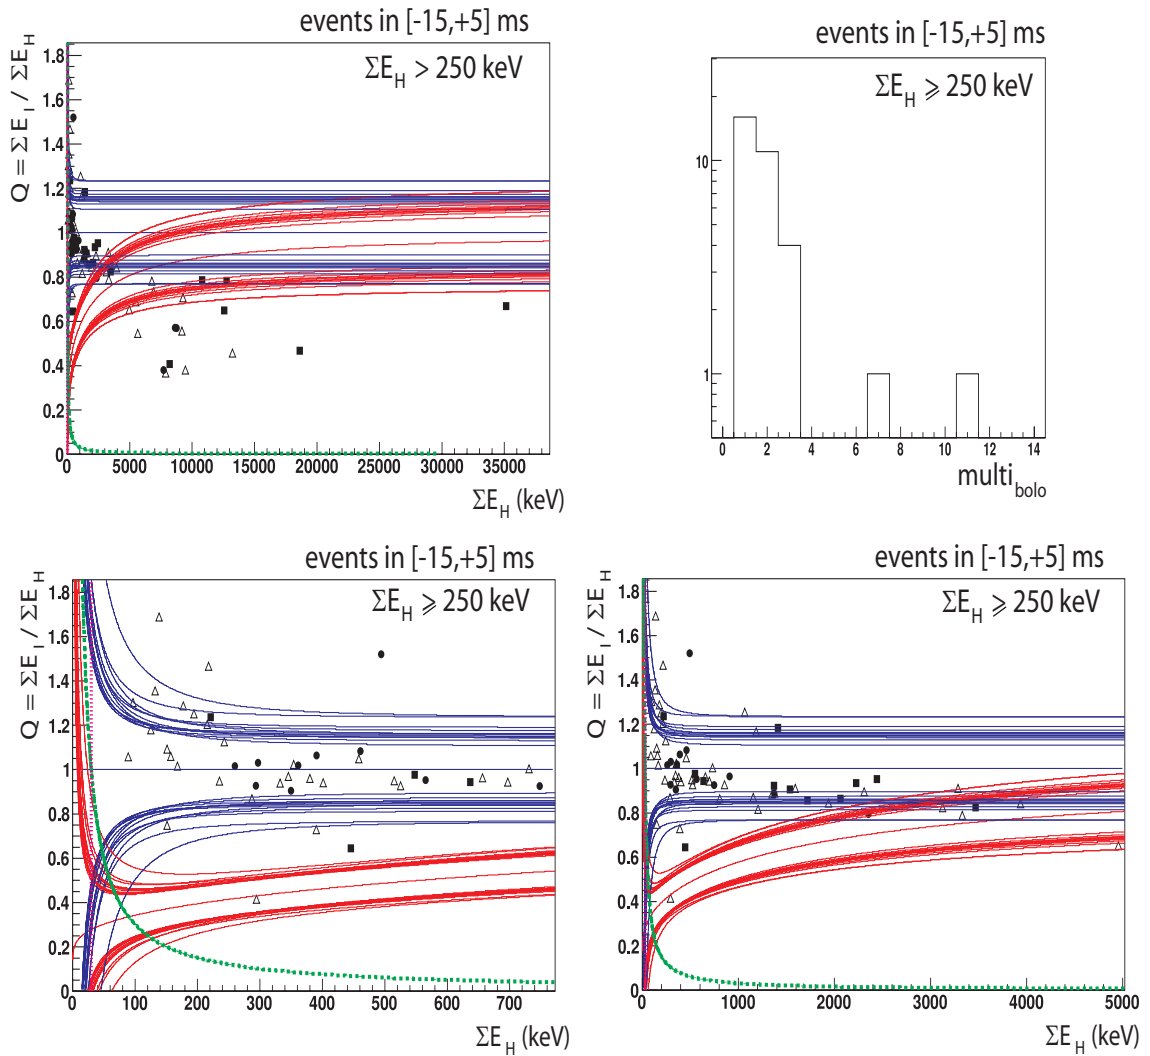 events in [-15,+5] ms
ΣE_H > 250 keV
Q = ΣE_I / ΣE_H
1.8
1.6
1.4
1.2
1
0.8
0.6
0.4
0.2
0
0 5000 10000 15000 20000 25000 30000 35000
ΣE_H (keV)
events in [-15,+5] ms
ΣE_H ⩾ 250 keV
10
1
0 2 4 6 8 10 12 14
multi_bolo
events in [-15,+5] ms
ΣE_H ⩾ 250 keV
Q = ΣE_I / ΣE_H
1.8
1.6
1.4
1.2
1
0.8
0.6
0.4
0.2
0
0 100 200 300 400 500 600 700
ΣE_H (keV)
events in [-15,+5] ms
ΣE_H ⩾ 250 keV
Q = ΣE_I / ΣE_H
1.8
1.6
1.4
1.2
1
0.8
0.6
0.4
0.2
0
0 1000 2000 3000 4000 5000
ΣE_H (keV)